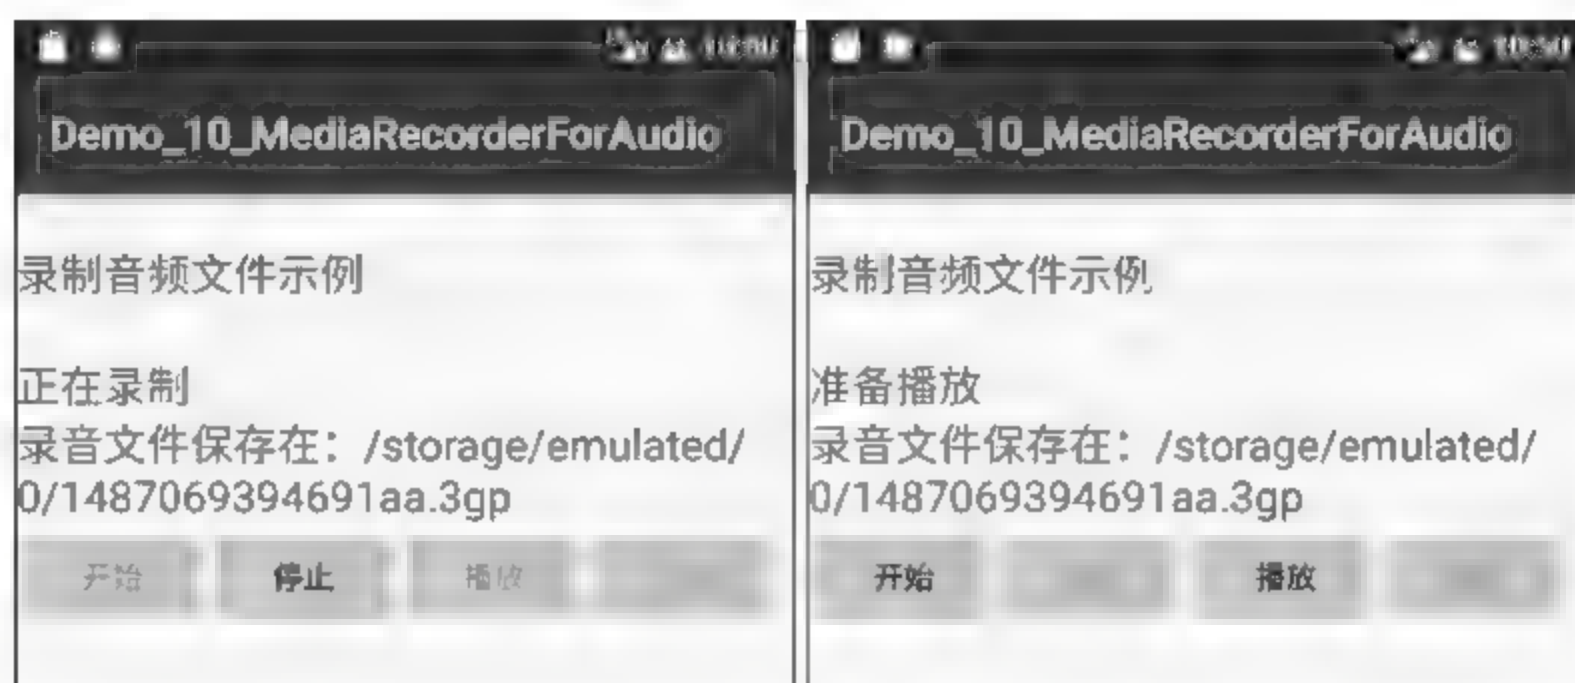 Demo_10_MediaRecorderForAudio
录制音频文件示例
正在录制
录音文件保存在：/storage/emulated/
0/1487069394691aa.3gp
开始 停止 播放
Demo_10_MediaRecorderForAudio
录制音频文件示例
准备播放
录音文件保存在：/storage/emulated/
0/1487069394691aa.3gp
开始 播放